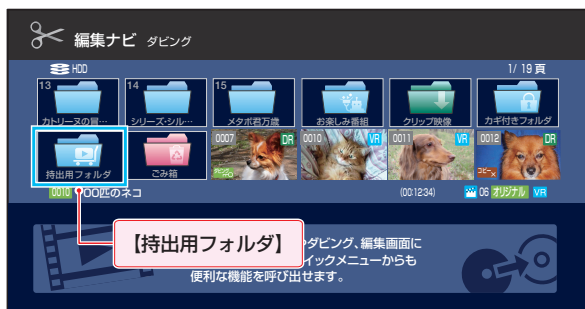 編集ナビ ダビング
HDD 1/ 19 頁
13 14 15
カトリーヌの冒… シリーズ・シル… メタボ君万歳 お楽しみ番組 クリップ映像 カギ付きフォルダ
0007 DR 0010 VR 0011 VR 0012 DR
持出用フォルダ ごみ箱 コピー×
0010 OO匹のネコ (00:12:34) 06 オリジナル VR
【持出用フォルダ】
ダビング、編集画面に
イックメニューからも
便利な機能を呼び出せます。